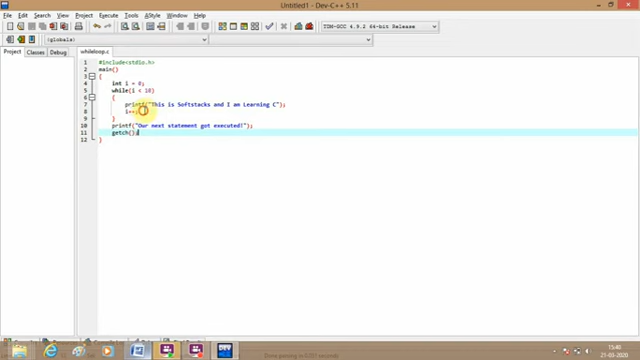 Untitled1 - Dev-C++ 5.11
File Edit Search View Project Execute Tools AStyle Window Help
TDM-GCC 4.9.2 64-bit Release
(globals)
Project Classes Debug
whileloop.c
1 #include<stdio.h>
2 main()
3 {
4 int i = 0;
5 while(i < 10)
6 {
7 printf("This is Softstacks and I am Learning C");
8 i++;
9 }
10 printf("Our next statement got executed!");
11 getch();
12 }
DEV
15:40
21-03-2020